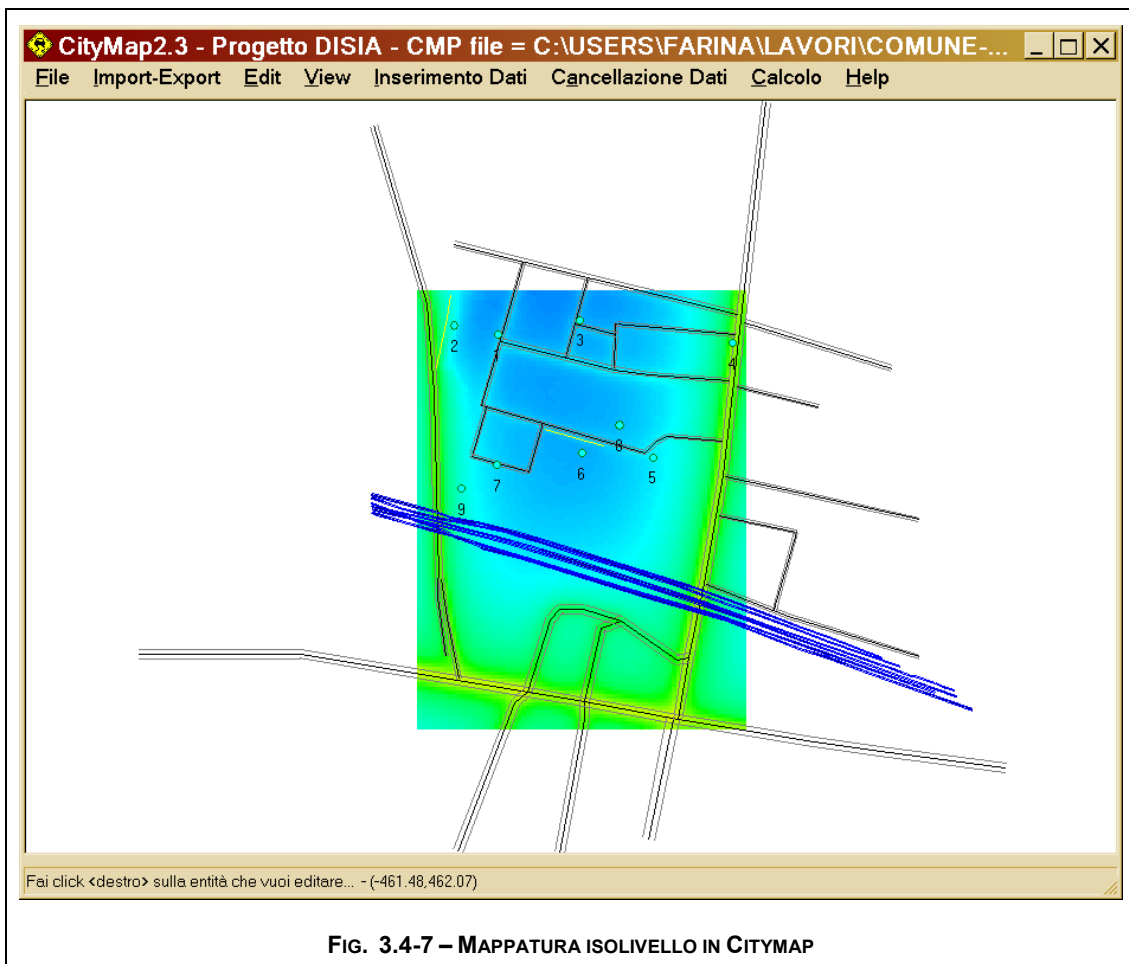 CityMap2.3 - Progetto DISIA - CMP file = C:\USERS\FARINA\LAVORI\COMUNE-...
File Import-Export Edit View Inserimento Dati Cancellazione Dati Calcolo Help
2
1
3
4
8
6
5
7
9
Fai click <destro> sulla entità che vuoi editare... - (-461.48,462.07)
FIG. 3.4-7 – MAPPATURA ISOLIVELLO IN CITYMAP